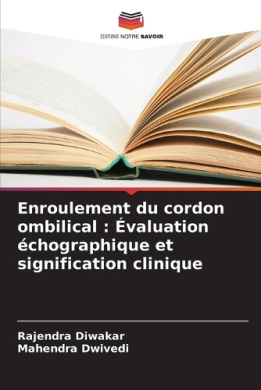 EDITIONS NOTRE SAVOIR
Enroulement du cordon
ombilical : Évaluation
échographique et
signification clinique
Rajendra Diwakar
Mahendra Dwivedi